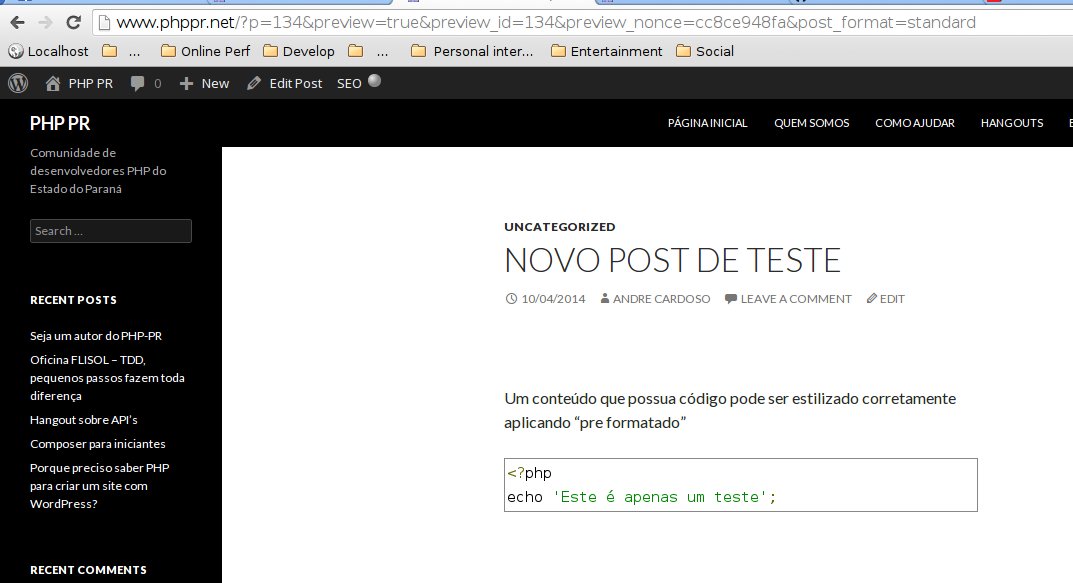 www.phppr.net/?p=134&preview=true&preview_id=134&preview_nonce=cc8ce948fa&post_format=standard
Localhost ... Online Perf Develop ... Personal inter... Entertainment Social
PHP PR 0 New Edit Post SEO
PHP PR
PÁGINA INICIAL QUEM SOMOS COMO AJUDAR HANGOUTS
Comunidade de
desenvolvedores PHP do
Estado do Paraná
Search ...
RECENT POSTS
Seja um autor do PHP-PR
Oficina FLISOL – TDD,
pequenos passos fazem toda
diferença
Hangout sobre API’s
Composer para iniciantes
Porque preciso saber PHP
para criar um site com
WordPress?
RECENT COMMENTS
UNCATEGORIZED
NOVO POST DE TESTE
10/04/2014 ANDRE CARDOSO LEAVE A COMMENT EDIT
Um conteúdo que possua código pode ser estilizado corretamente
aplicando “pre formatado”
<?php
echo 'Este é apenas um teste';